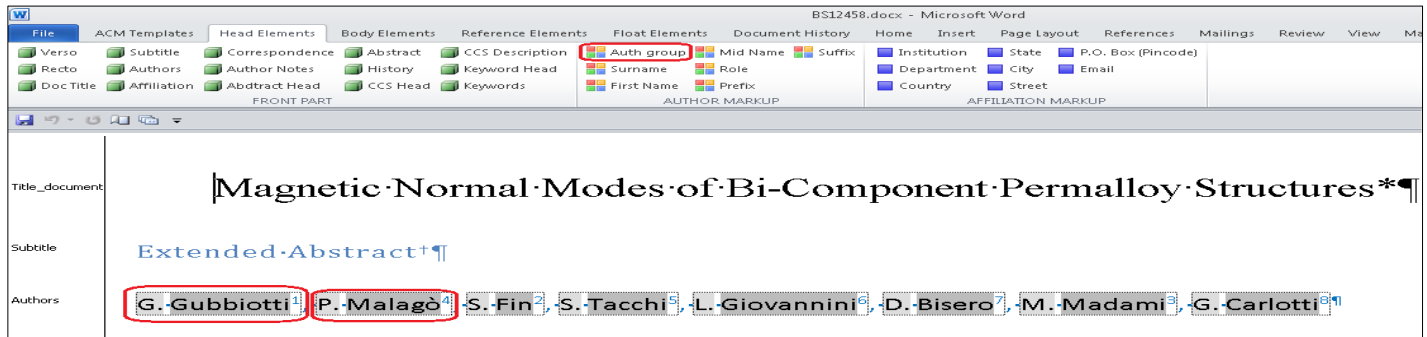 BS12458.docx - Microsoft Word
File ACM Templates Head Elements Body Elements Reference Elements Float Elements Document History Home Insert Page Layout References Mailings Review View Ma
Verso Subtitle Correspondence Abstract CCS Description Auth group Mid Name Suffix Institution State P.O. Box (Pincode)
Recto Authors Author Notes History Keyword Head Surname Role Department City Email
Doc Title Affiliation Abdtract Head CCS Head Keywords First Name Prefix Country Street
FRONT PART AUTHOR MARKUP AFFILIATION MARKUP
Title_document Magnetic·Normal·Modes·of·Bi-Component·Permalloy·Structures*¶
Subtitle Extended·Abstract†¶
Authors G.·Gubbiotti¹,·P.·Malagò⁴,·S.·Fin²,·S.·Tacchi⁵,·L.·Giovannini⁶,·D.·Bisero⁷,·M.·Madami³,·G.·Carlotti⁸¶